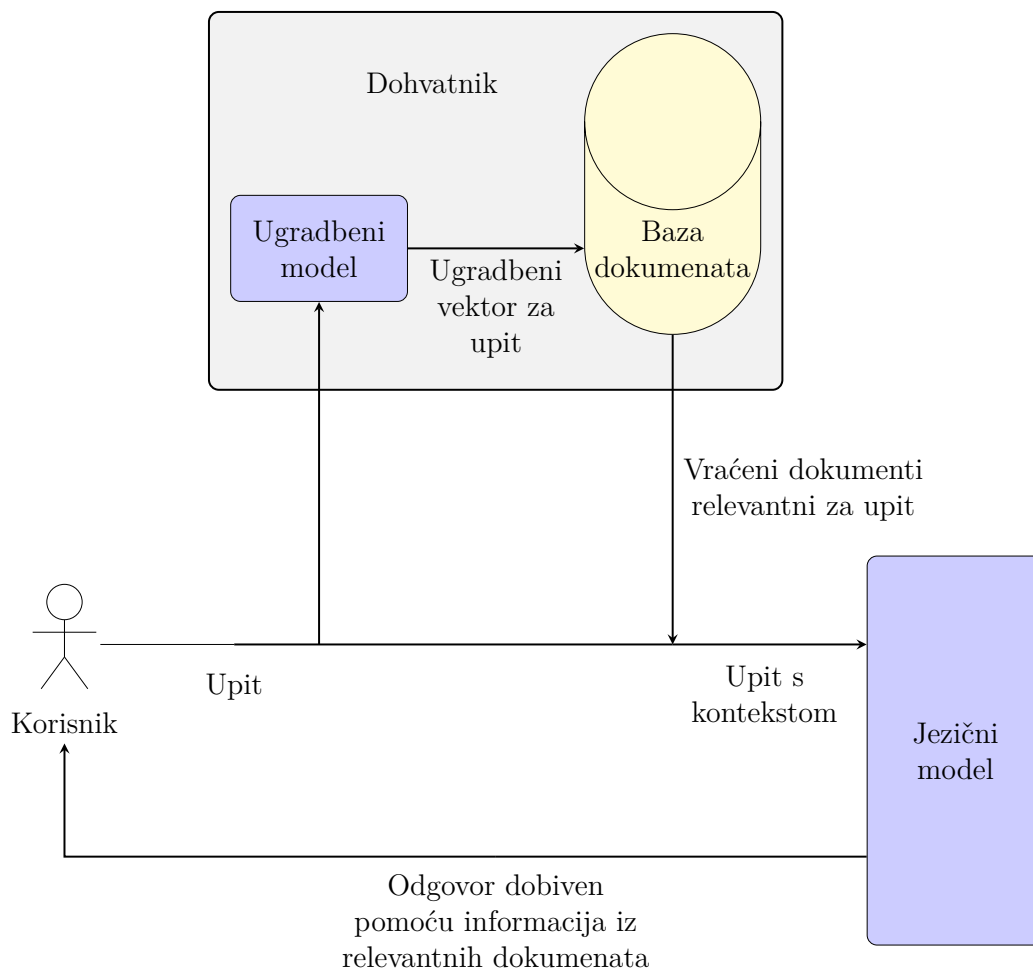 Dohvatnik
Ugradbeni
model
Ugradbeni
vektor za
upit
Baza
dokumenata
Vraćeni dokumenti
relevantni za upit
Korisnik
Upit
Upit s
kontekstom
Jezični
model
Odgovor dobiven
pomoću informacija iz
relevantnih dokumenata